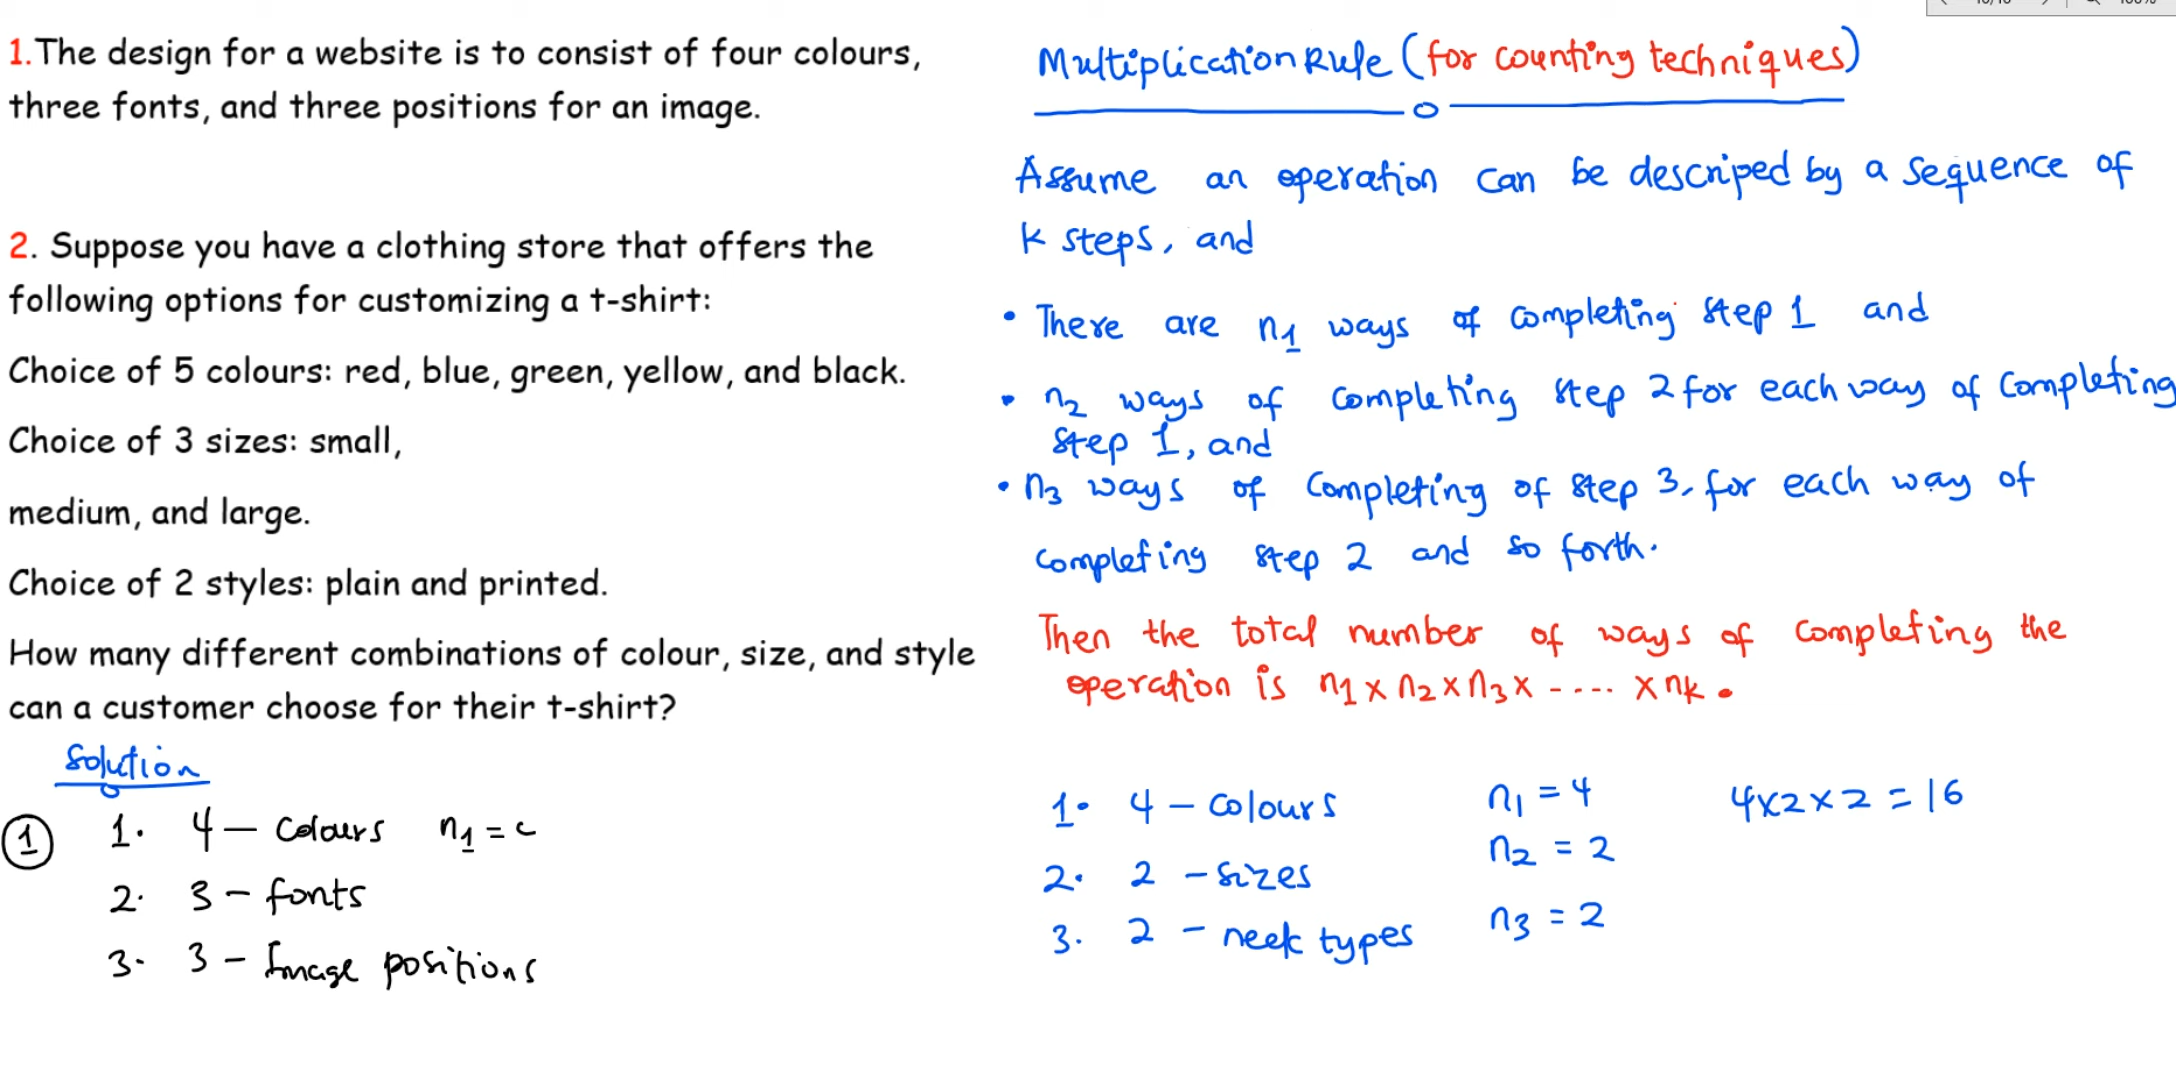 1.The design for a website is to consist of four colours,
three fonts, and three positions for an image.
2. Suppose you have a clothing store that offers the
following options for customizing a t-shirt:
Choice of 5 colours: red, blue, green, yellow, and black.
Choice of 3 sizes: small,
medium, and large.
Choice of 2 styles: plain and printed.
How many different combinations of colour, size, and style
can a customer choose for their t-shirt?
Solution
1 1. 4 – colours n1 = c
2. 3 – fonts
3. 3 – Image positions
Multiplication Rule (for counting techniques)
Assume an operation can be descriped by a sequence of
k steps, and
• There are n1 ways of completing step 1 and
• n2 ways of completing step 2 for each way of completing
step 1, and
• n3 ways of completing of step 3, for each way of
completing step 2 and so forth.
Then the total number of ways of completing the
operation is n1 x n2 x n3 x ---- x nk.
1. 4 – colours n1 = 4 4x2x2 = 16
2. 2 – sizes n2 = 2
3. 2 – neek types n3 = 2